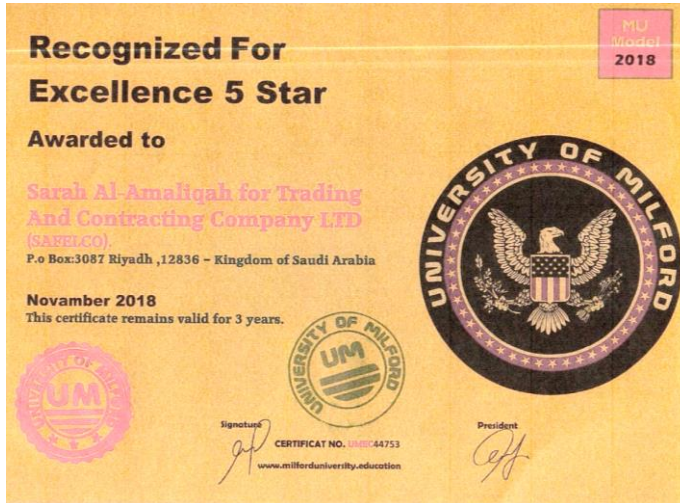 MU
Model
2018
Recognized For
Excellence 5 Star
Awarded to
Sarah Al-Amaliqah for Trading
And Contracting Company LTD
(SAFELCO).
P.o Box:3087 Riyadh ,12836 – Kingdom of Saudi Arabia
UNIVERSITY OF MILFORD
Novamber 2018
This certificate remains valid for 3 years.
UNIVERSITY OF MILFORD
UM
UNIVERSITY OF MILFORD
UM
Signature
President
CERTIFICAT NO. UMEC44753
www.milforduniversity.education